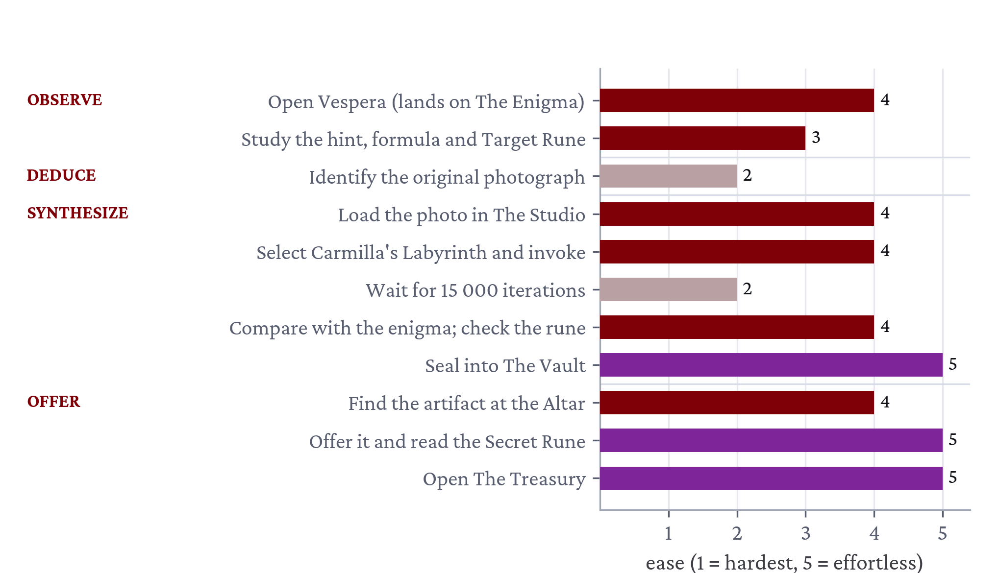 OBSERVE
Open Vespera (lands on The Enigma)
4
Study the hint, formula and Target Rune
3
DEDUCE
Identify the original photograph
2
SYNTHESIZE
Load the photo in The Studio
4
Select Carmilla's Labyrinth and invoke
4
Wait for 15 000 iterations
2
Compare with the enigma; check the rune
4
Seal into The Vault
5
OFFER
Find the artifact at the Altar
4
Offer it and read the Secret Rune
5
Open The Treasury
5
1 2 3 4 5
ease (1 = hardest, 5 = effortless)